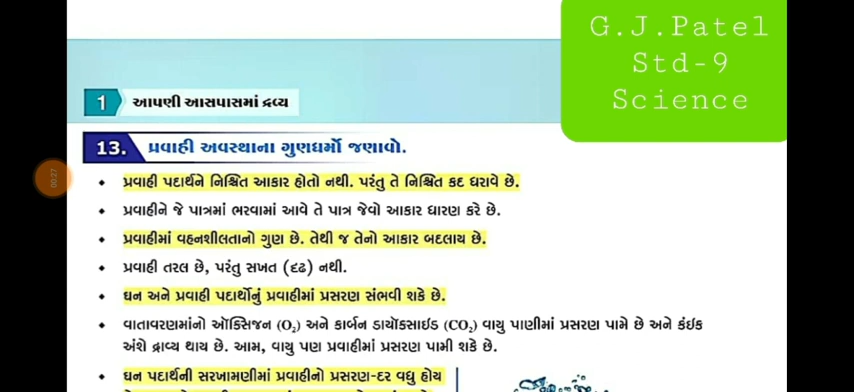 G.J.Patel
Std-9
Science
1 આપણી આસપાસમાં દ્રવ્ય
13. પ્રવાહી અવસ્થાના ગુણધર્મો જણાવો.
00:27
• પ્રવાહી પદાર્થને નિશ્ચિત આકાર હોતો નથી. પરંતુ તે નિશ્ચિત કદ ધરાવે છે.
• પ્રવાહીને જે પાત્રમાં ભરવામાં આવે તે પાત્ર જેવો આકાર ધારણ કરે છે.
• પ્રવાહીમાં વહનશીલતાનો ગુણ છે. તેથી જ તેનો આકાર બદલાય છે.
• પ્રવાહી તરલ છે, પરંતુ સખત (દૃઢ) નથી.
• ઘન અને પ્રવાહી પદાર્થોનું પ્રવાહીમાં પ્રસરણ સંભવી શકે છે.
• વાતાવરણમાંનો ઑક્સિજન (O₂) અને કાર્બન ડાયૉક્સાઇડ (CO₂) વાયુ પાણીમાં પ્રસરણ પામે છે અને કંઈક
અંશે દ્રાવ્ય થાય છે. આમ, વાયુ પણ પ્રવાહીમાં પ્રસરણ પામી શકે છે.
• ઘન પદાર્થની સરખામણીમાં પ્રવાહીનો પ્રસરણ-દર વધુ હોય